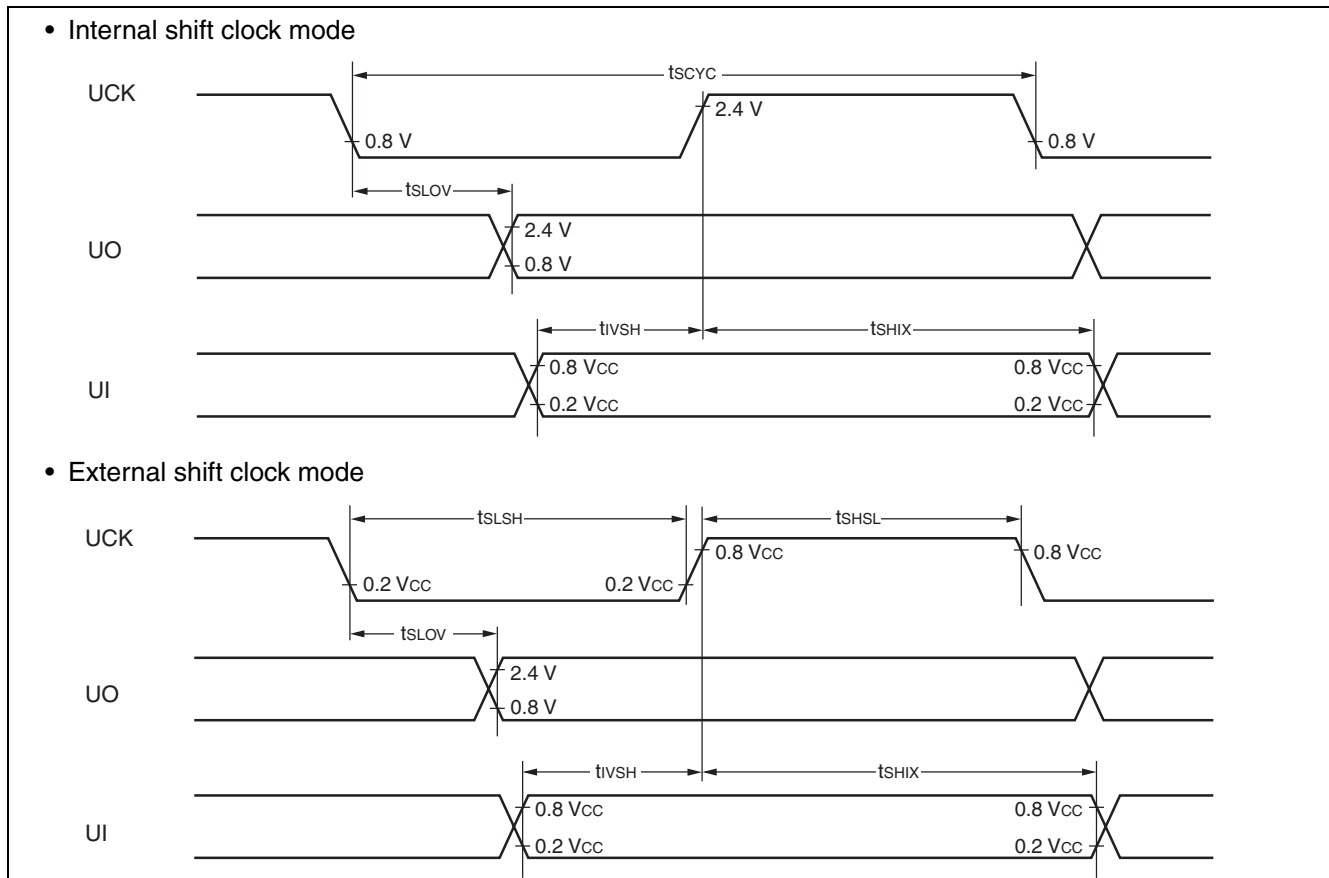 • Internal shift clock mode
tSCYC
UCK
2.4 V
0.8 V
0.8 V
tSLOV
UO
2.4 V
0.8 V
tIVSH
tSHIX
UI
0.8 VCC
0.8 VCC
0.2 VCC
0.2 VCC
• External shift clock mode
tSLSH
tSHSL
UCK
0.8 VCC
0.8 VCC
0.2 VCC
0.2 VCC
tSLOV
UO
2.4 V
0.8 V
tIVSH
tSHIX
UI
0.8 VCC
0.8 VCC
0.2 VCC
0.2 VCC